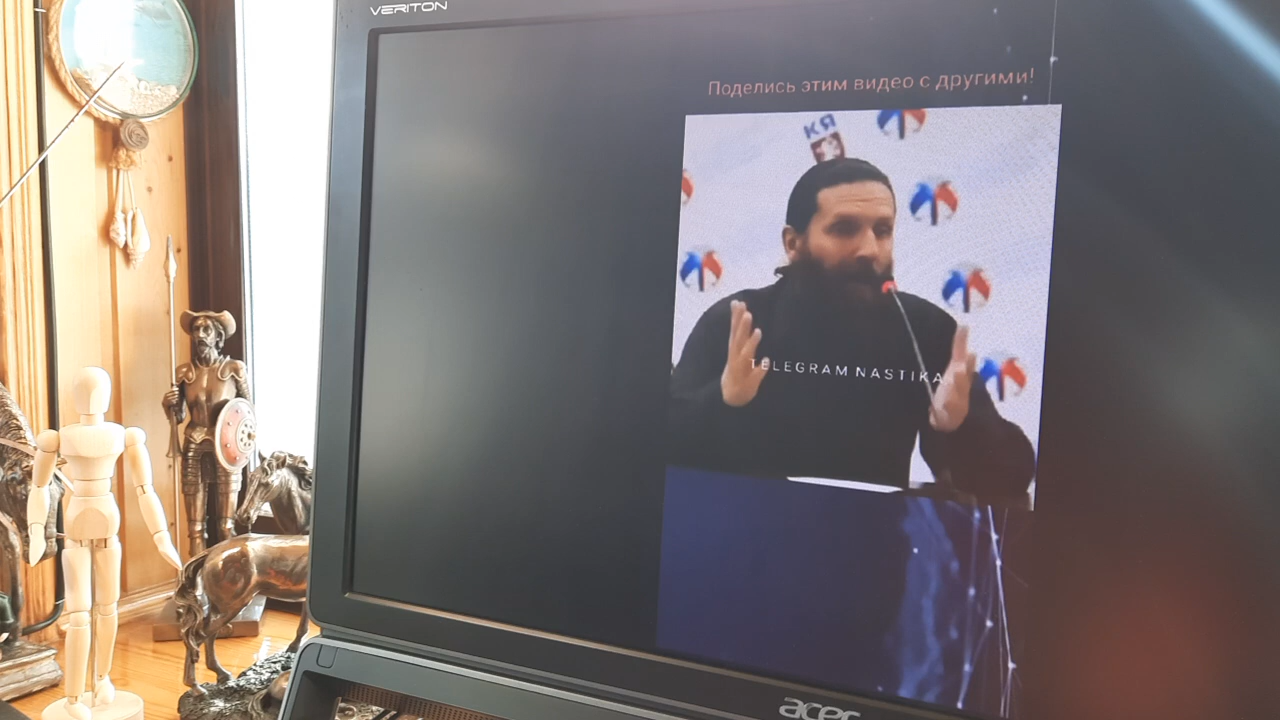 VERITON
Поделись этим видео с другими!
КЯ
TELEGRAM NASTIKA
acer